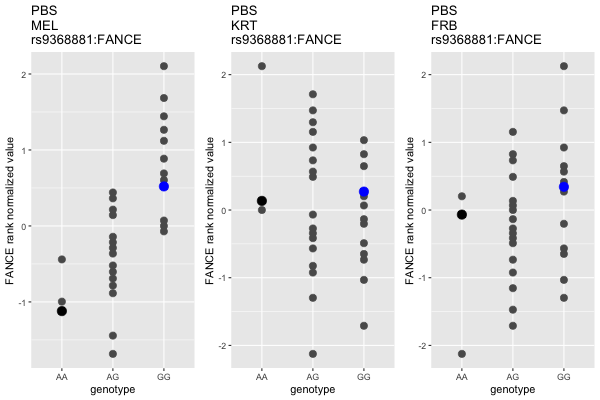 PBS
MEL
rs9368881:FANCE
FANCE rank normalized value
2
1
0
-1
AA
AG
GG
genotype
PBS
KRT
rs9368881:FANCE
FANCE rank normalized value
2
1
0
-1
-2
AA
AG
GG
genotype
PBS
FRB
rs9368881:FANCE
FANCE rank normalized value
2
1
0
-1
-2
AA
AG
GG
genotype